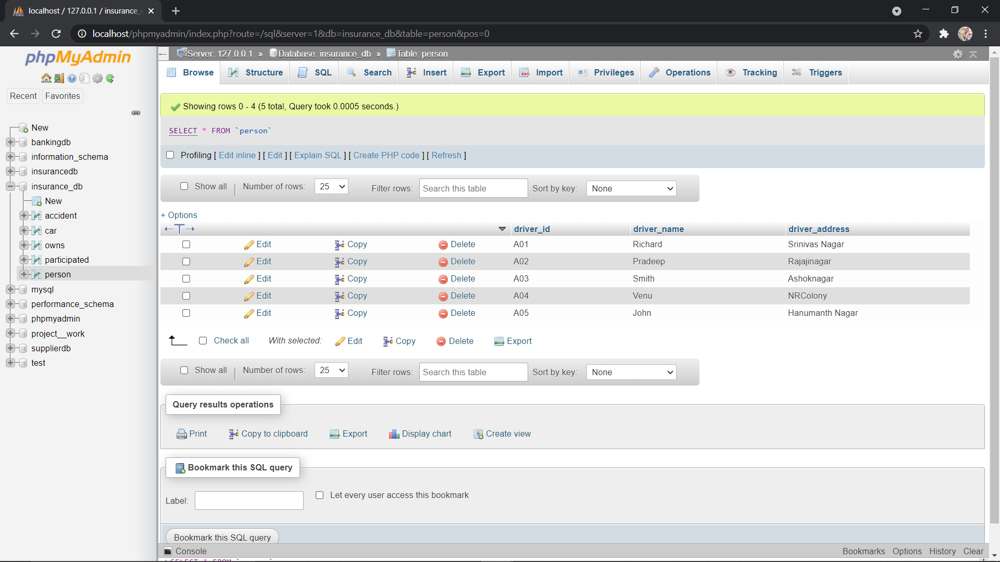 localhost / 127.0.0.1 / insurance_
localhost/phpmyadmin/index.php?route=/sql&server=1&db=insurance_db&table=person&pos=0
phpMyAdmin
Recent Favorites
New
bankingdb
information_schema
insurancedb
insurance_db
New
accident
car
owns
participated
person
mysql
performance_schema
phpmyadmin
project__work
supplierdb
test
Server: 127.0.0.1 » Database: insurance_db » Table: person
Browse Structure SQL Search Insert Export Import Privileges Operations Tracking Triggers
Showing rows 0 - 4 (5 total, Query took 0.0005 seconds.)
SELECT * FROM `person`
Profiling [ Edit inline ] [ Edit ] [ Explain SQL ] [ Create PHP code ] [ Refresh ]
Show all | Number of rows: 25 Filter rows: Search this table Sort by key: None
+ Options
←T→ driver_id driver_name driver_address
Edit Copy Delete A01 Richard Srinivas Nagar
Edit Copy Delete A02 Pradeep Rajajinagar
Edit Copy Delete A03 Smith Ashoknagar
Edit Copy Delete A04 Venu NRColony
Edit Copy Delete A05 John Hanumanth Nagar
Check all With selected: Edit Copy Delete Export
Show all | Number of rows: 25 Filter rows: Search this table Sort by key: None
Query results operations
Print Copy to clipboard Export Display chart Create view
Bookmark this SQL query
Label: Let every user access this bookmark
Bookmark this SQL query
Console Bookmarks Options History Clear